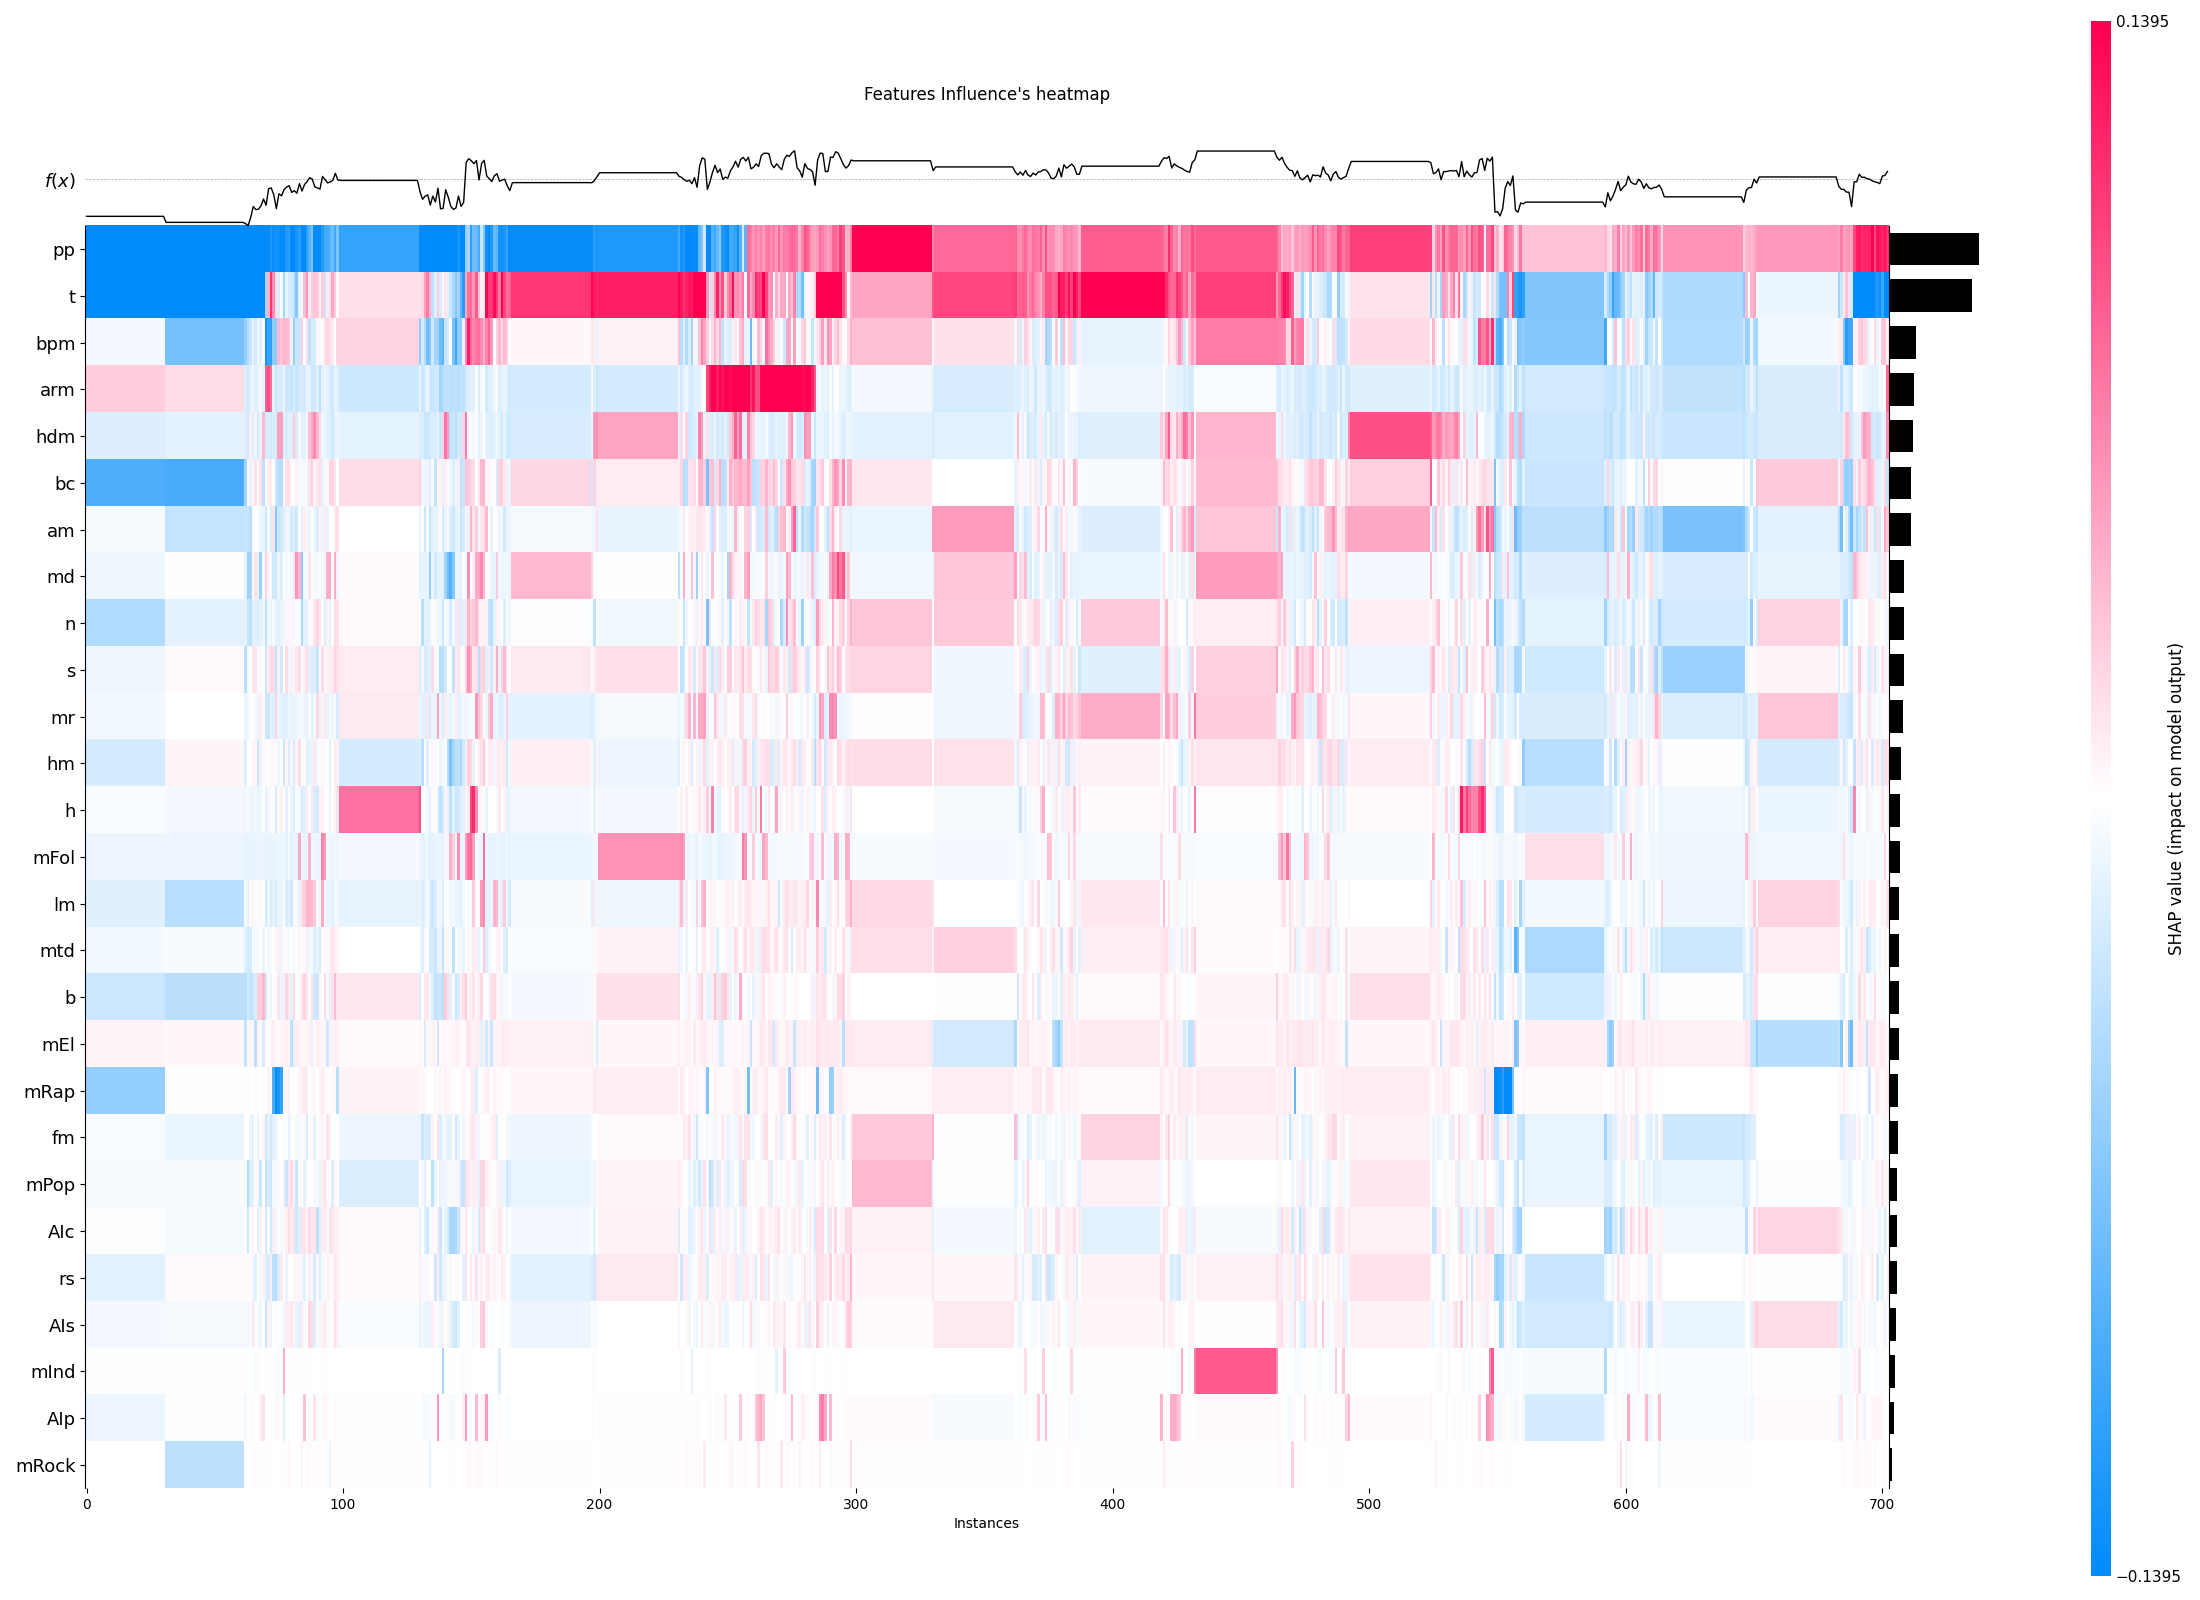 0.1395
Features Influence's heatmap
f(x)
pp
t
bpm
arm
hdm
bc
am
md
n
s
mr
hm
h
mFol
lm
mtd
b
mEl
mRap
fm
mPop
Alc
rs
Als
mInd
Alp
mRock
0 100 200 300 400 500 600 700
Instances
SHAP value (impact on model output)
−0.1395